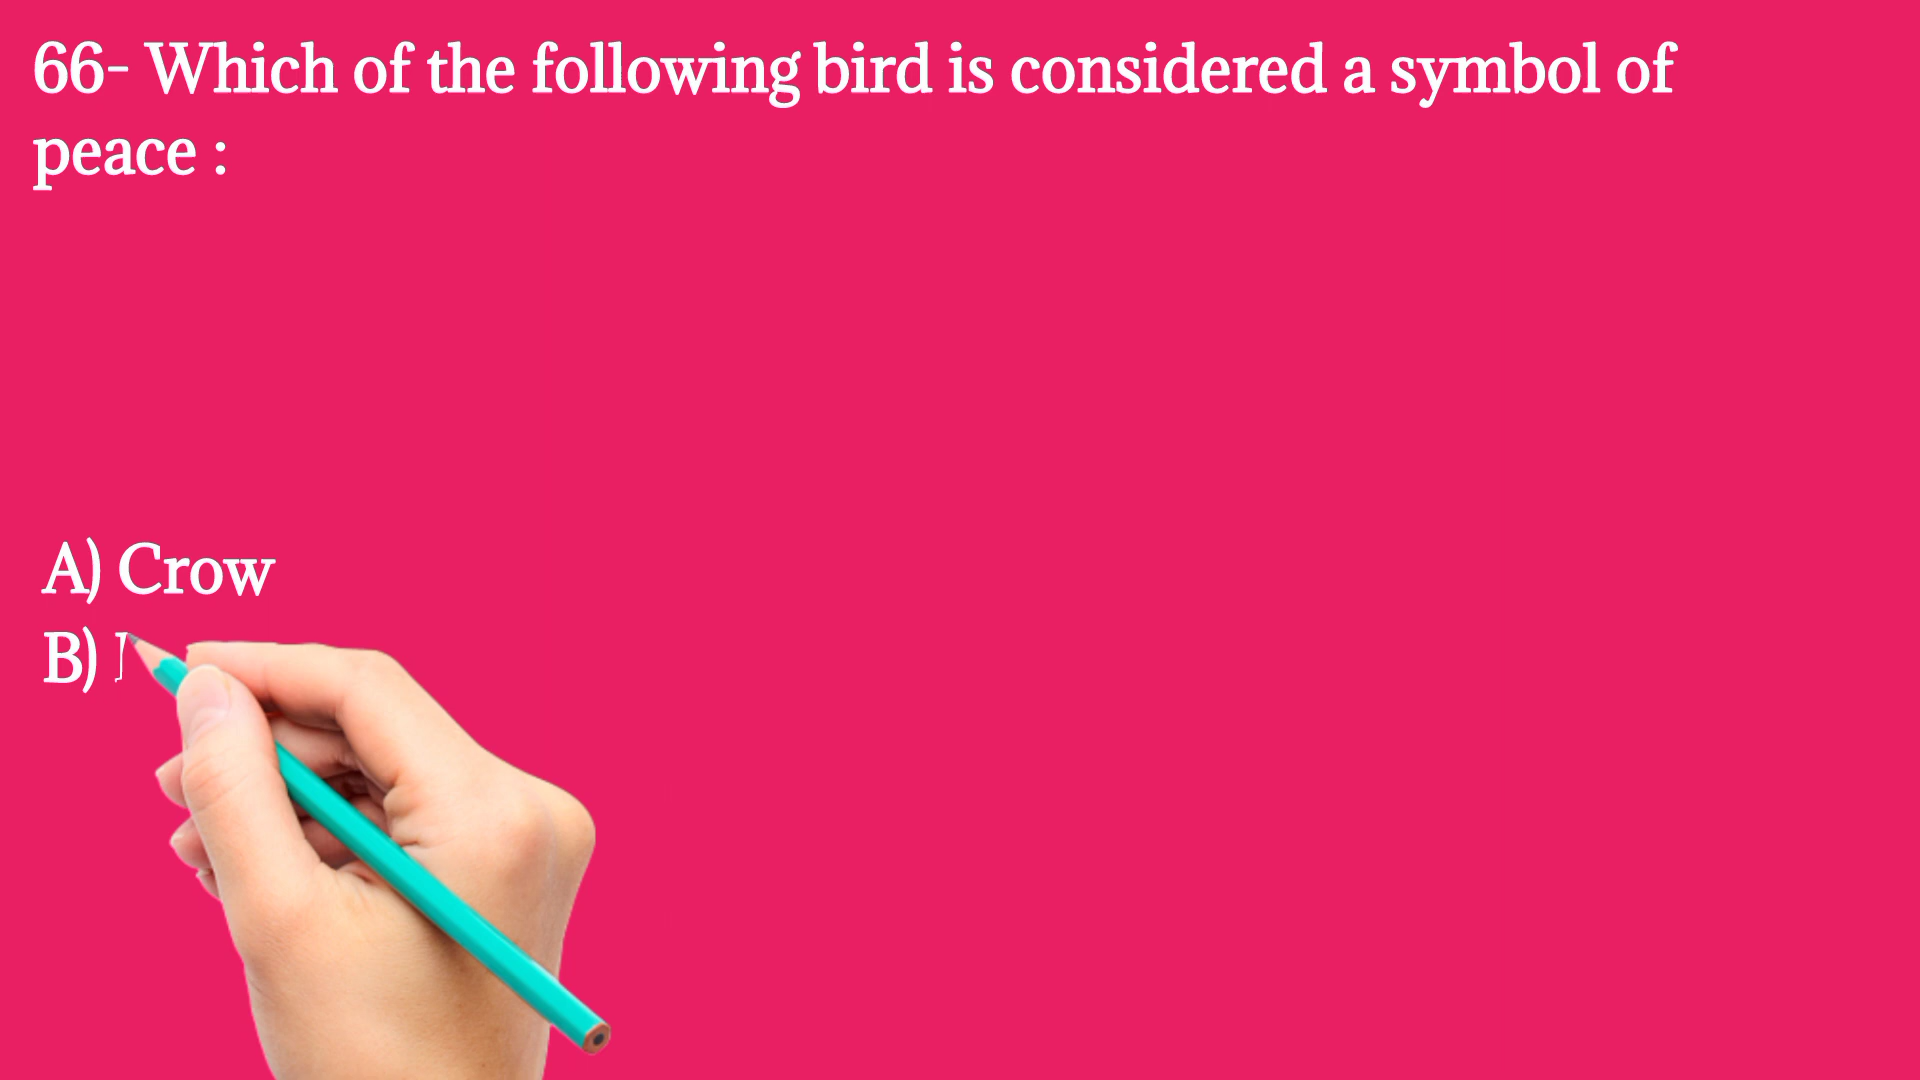 66- Which of the following bird is considered a symbol of
peace :
A) Crow
B)